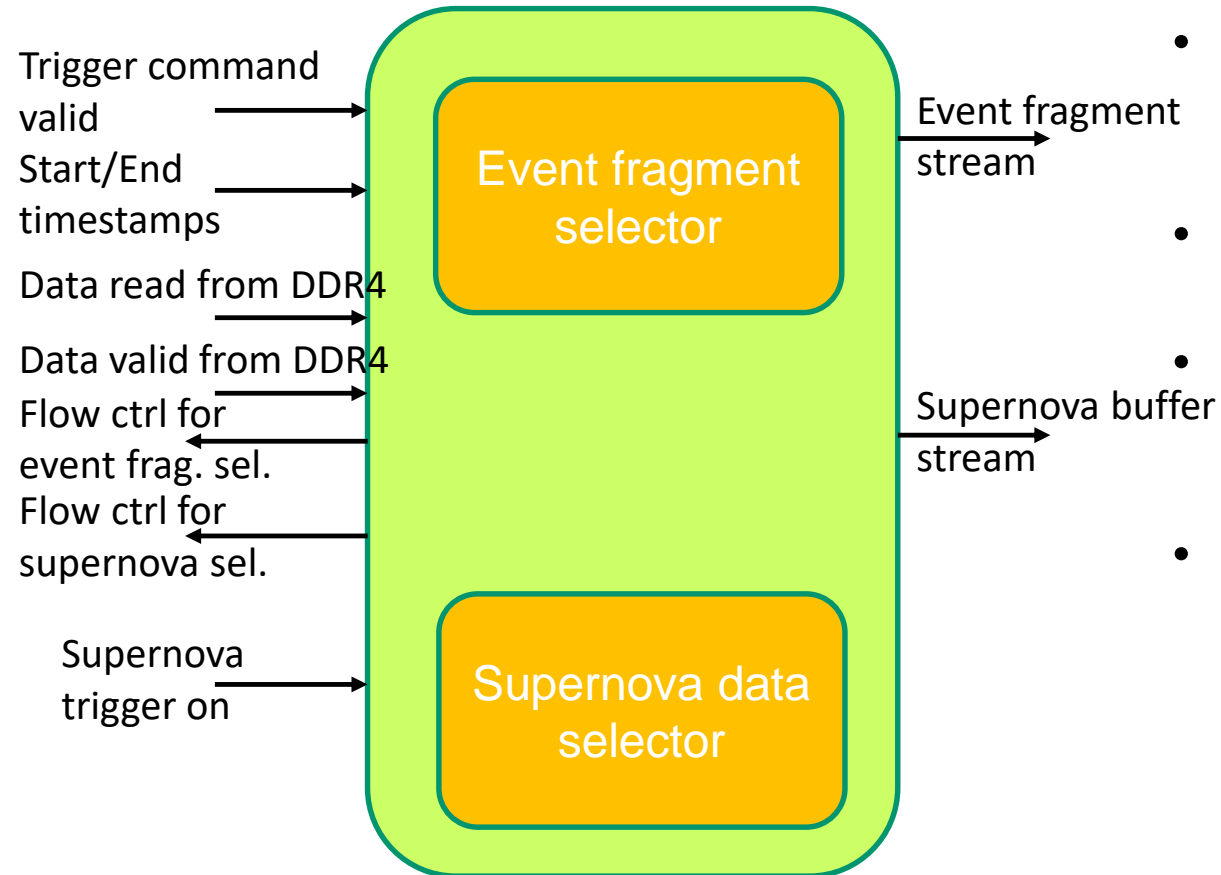 Trigger command
valid
Start/End
timestamps
Data read from DDR4
Data valid from DDR4
Flow ctrl for
event frag. sel.
Flow ctrl for
supernova sel.
Supernova
trigger on
Event fragment
selector
Supernova data
selector
Event fragment
stream
Supernova buffer
stream
•
•
•
•